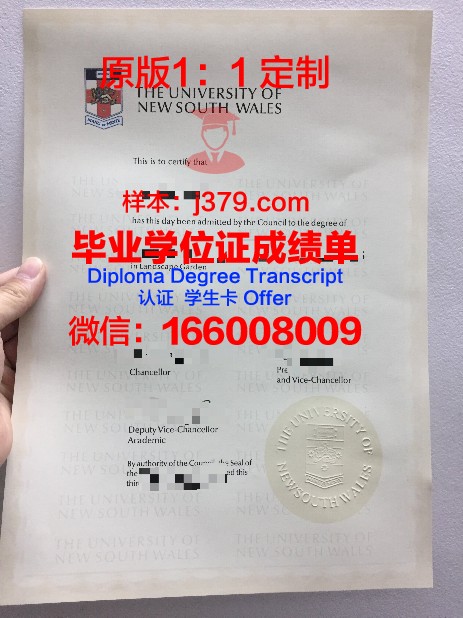 原版1：1 定制
THE UNIVERSITY OF
NEW SOUTH WALES
This is to certify that
样本：j379.com
has this day been admitted by the Council to the degree of
毕业学位证成绩单
in Landscape Garden
Diploma Degree Transcript
认证 学生卡 Offer
微信：166008009
Chancellor
Pre
and Vice-Chancellor
Deputy Vice-Chancellor
Academic
By authority of the Council, the Seal of
the
ed this
thir
THE UNIVERSITY OF
NEW SOUTH WALES